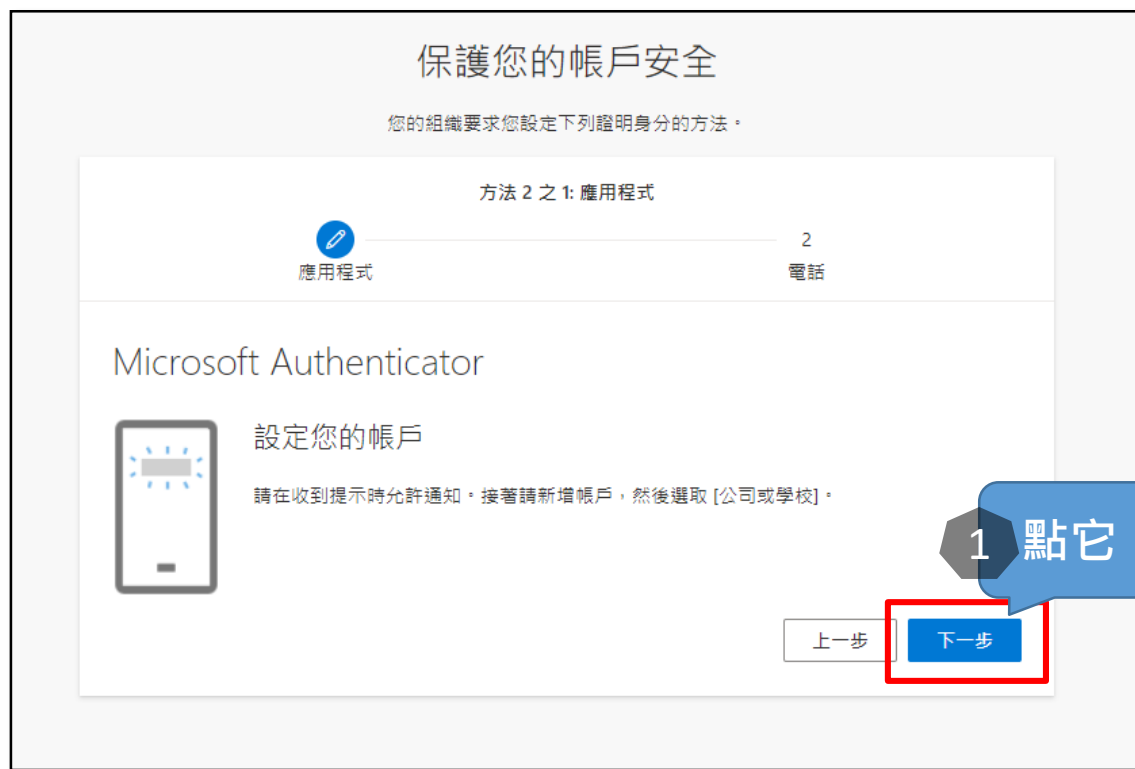 保護您的帳戶安全
您的組織要求您設定下列證明身分的方法。
方法 2 之 1: 應用程式
2
應用程式
電話
Microsoft Authenticator
設定您的帳戶
請在收到提示時允許通知。接著請新增帳戶，然後選取 [公司或學校]。
1 點它
上一步
下一步